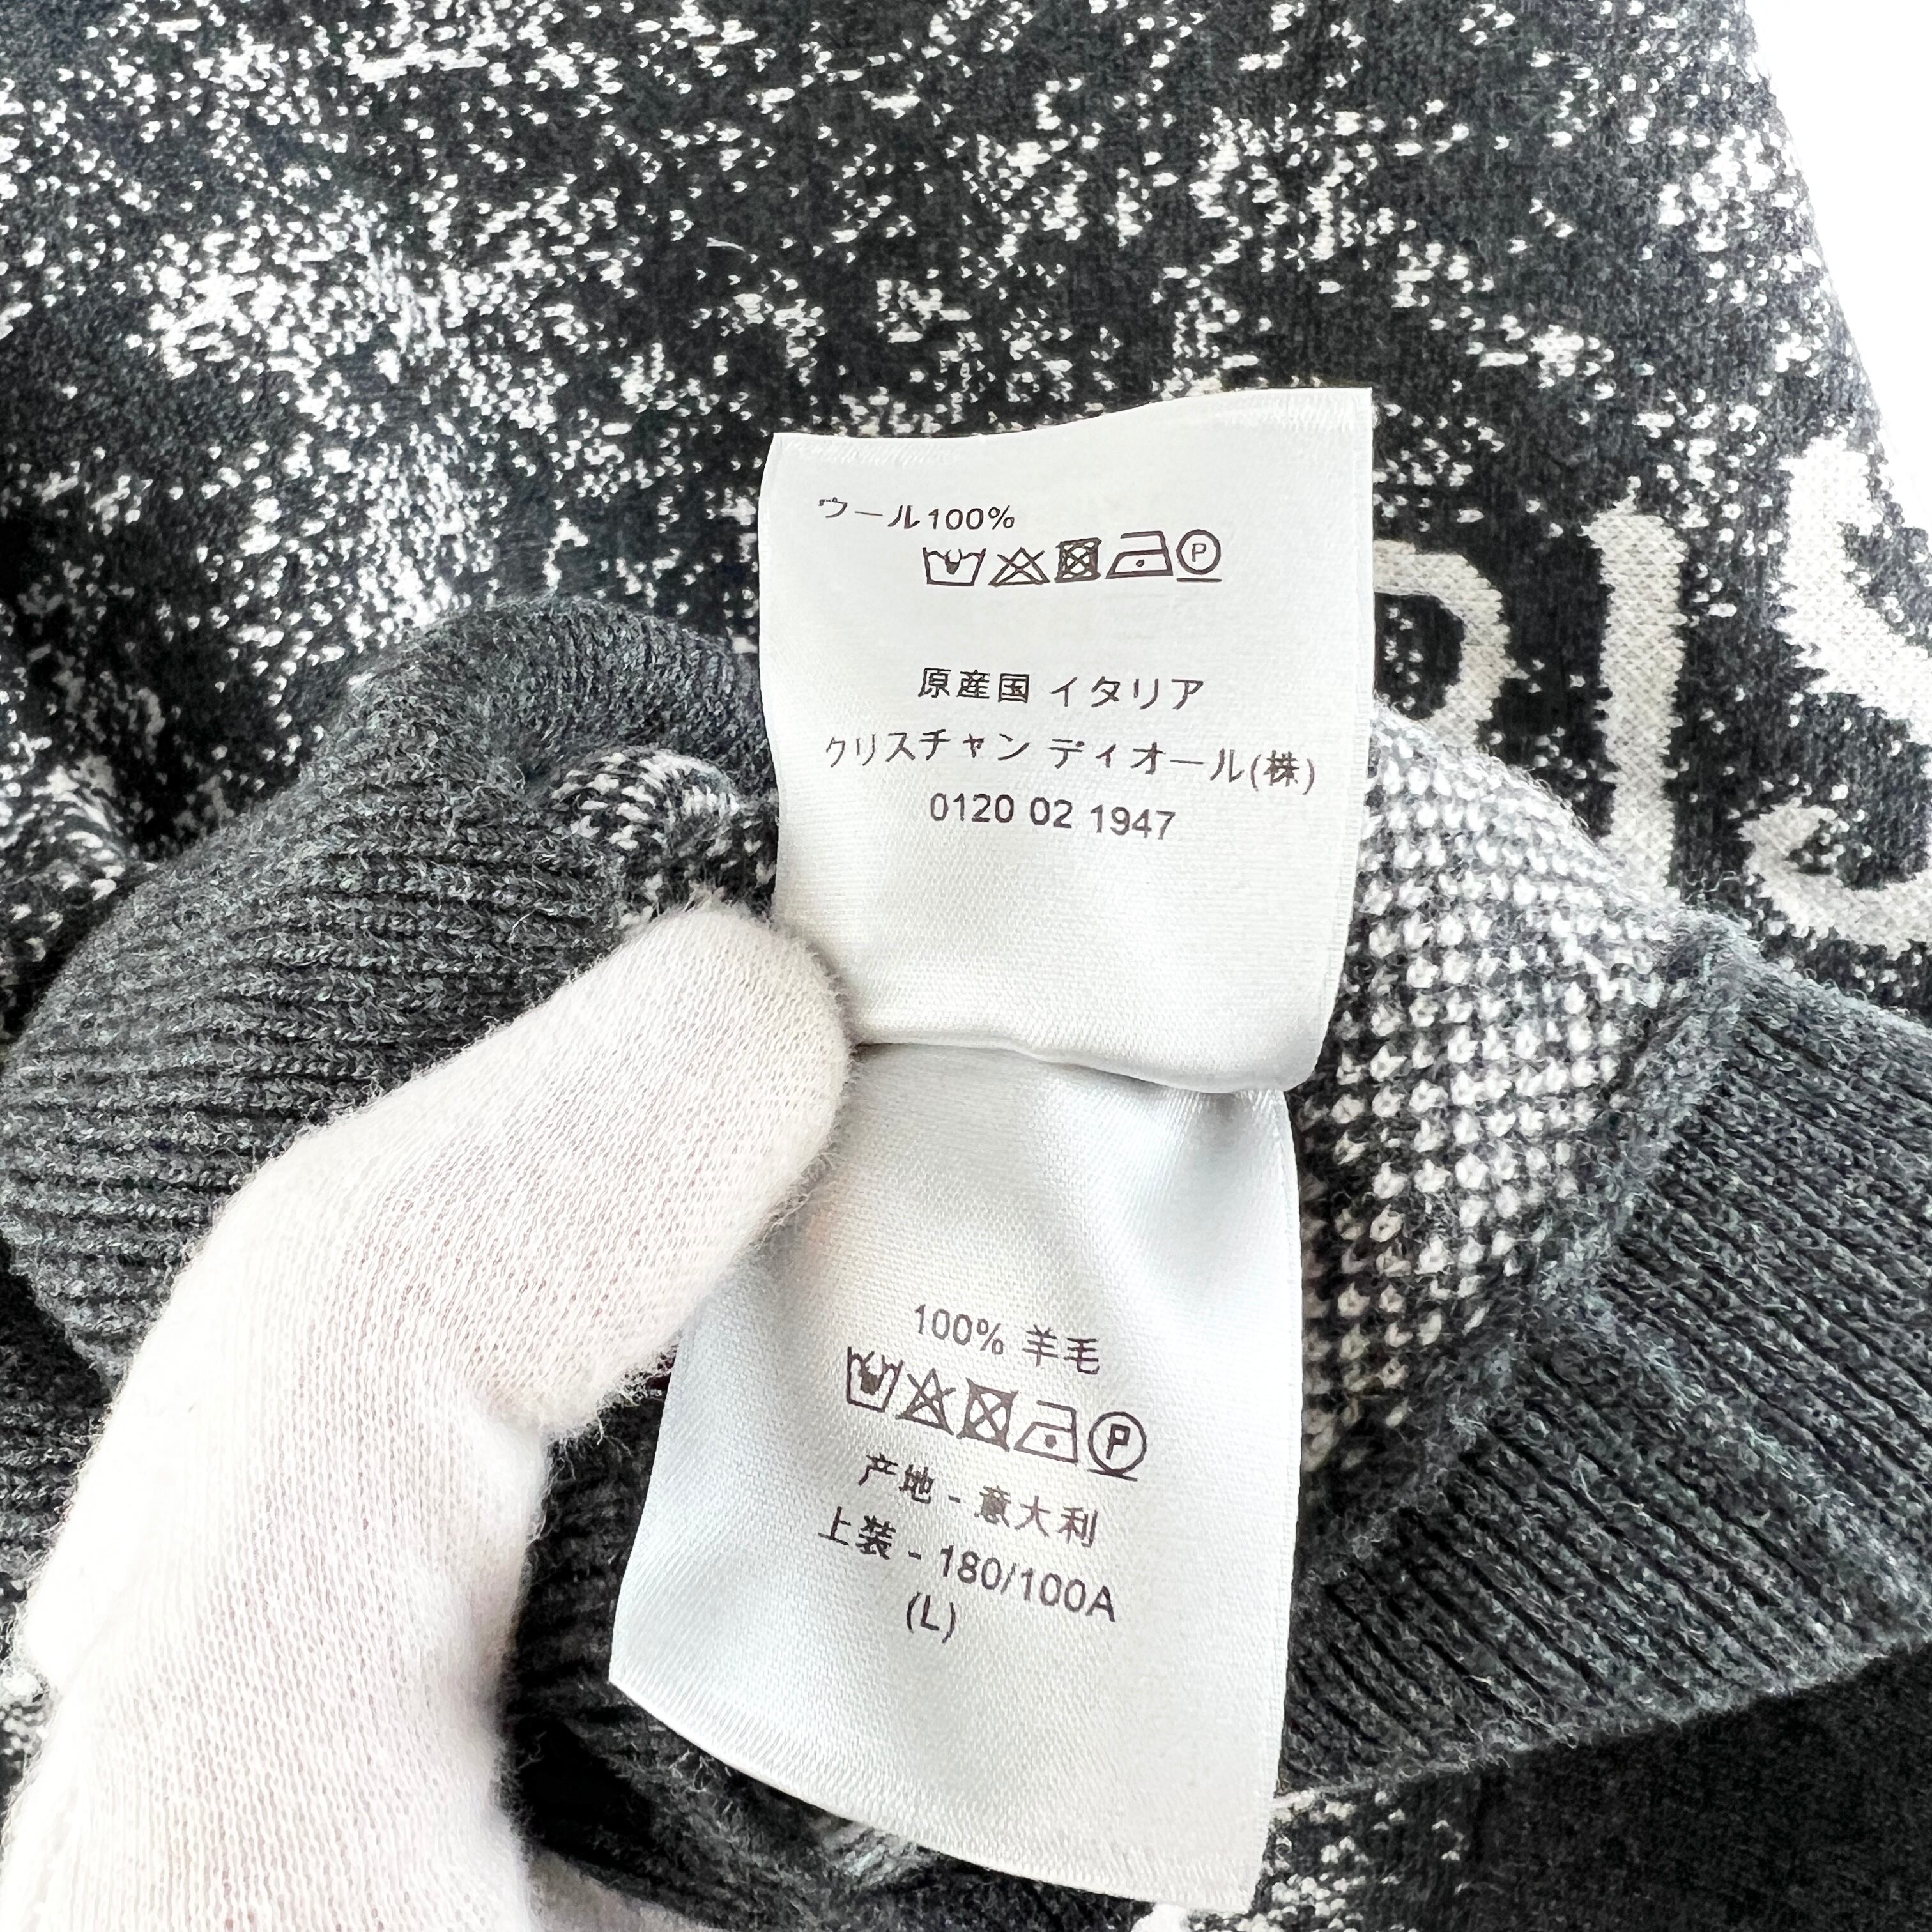 ウール100%
P
原産国 イタリア
クリスチャン ディオール(株)
0120 02 1947
100% 羊毛
P
产地 - 意大利
上装 - 180/100A
(L)